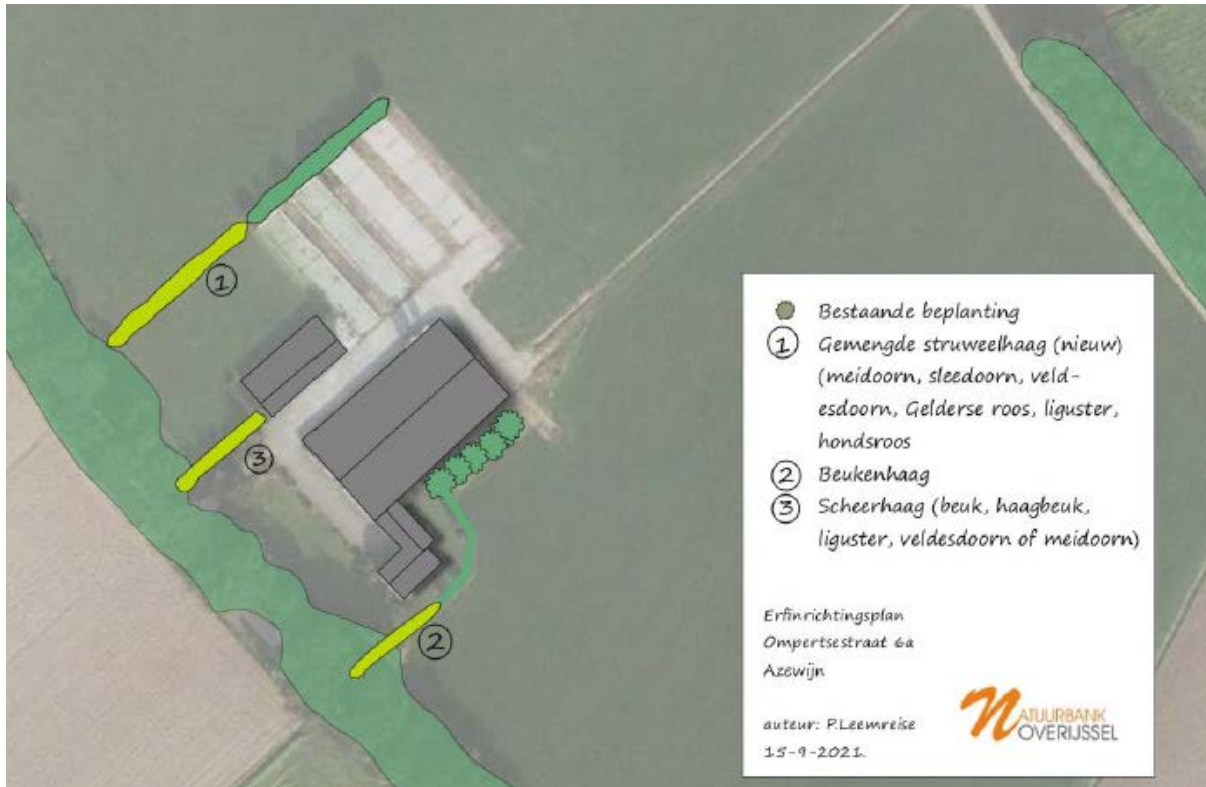 1
3
2
Bestaande beplanting
1 Gemengde struweelhaag (nieuw)
(meidoorn, sleedoorn, veld-
esdoorn, Gelderse roos, liguster,
hondsroos
2 Beukenhaag
3 Scheerhaag (beuk, haagbeuk,
liguster, veldesdoorn of meidoorn)
Erfinrichtingsplan
Ompertsestraat 6a
Azewijn
auteur: P.Leemreise
15-9-2021.
NATUURBANK
OVERIJSSEL